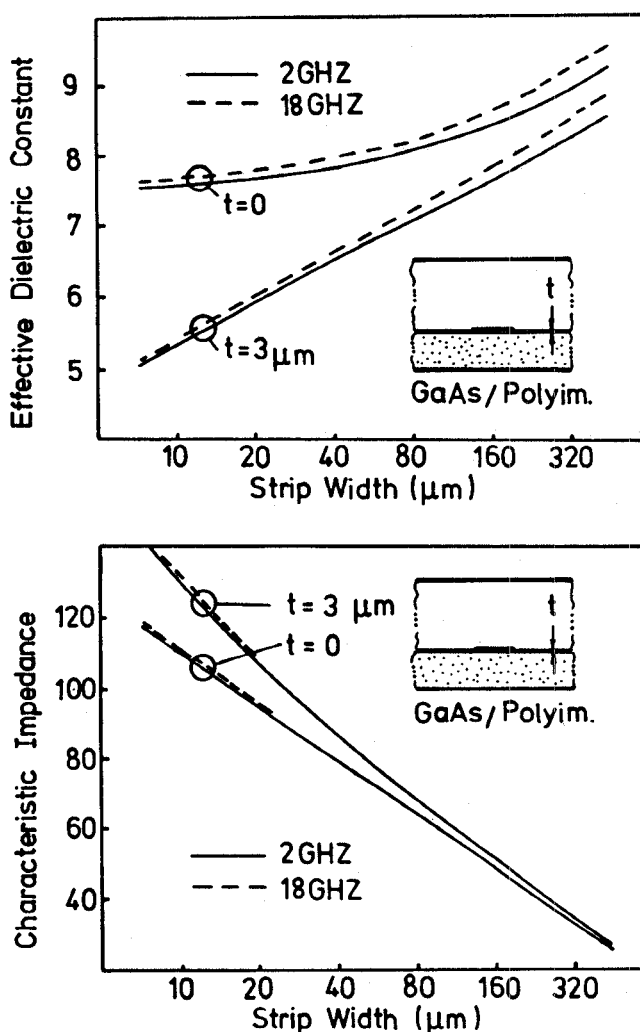 Effective Dielectric Constant
9
8
7
6
5
2GHZ
18GHZ
t=0
t=3 μm
t
GaAs/Polyim.
10 20 40 80 160 320
Strip Width (μm)
Characteristic Impedance
120
100
80
60
40
t = 3 μm
t = 0
t
GaAs/Polyim.
2GHZ
18GHZ
10 20 40 80 160 320
Strip Width (μm)